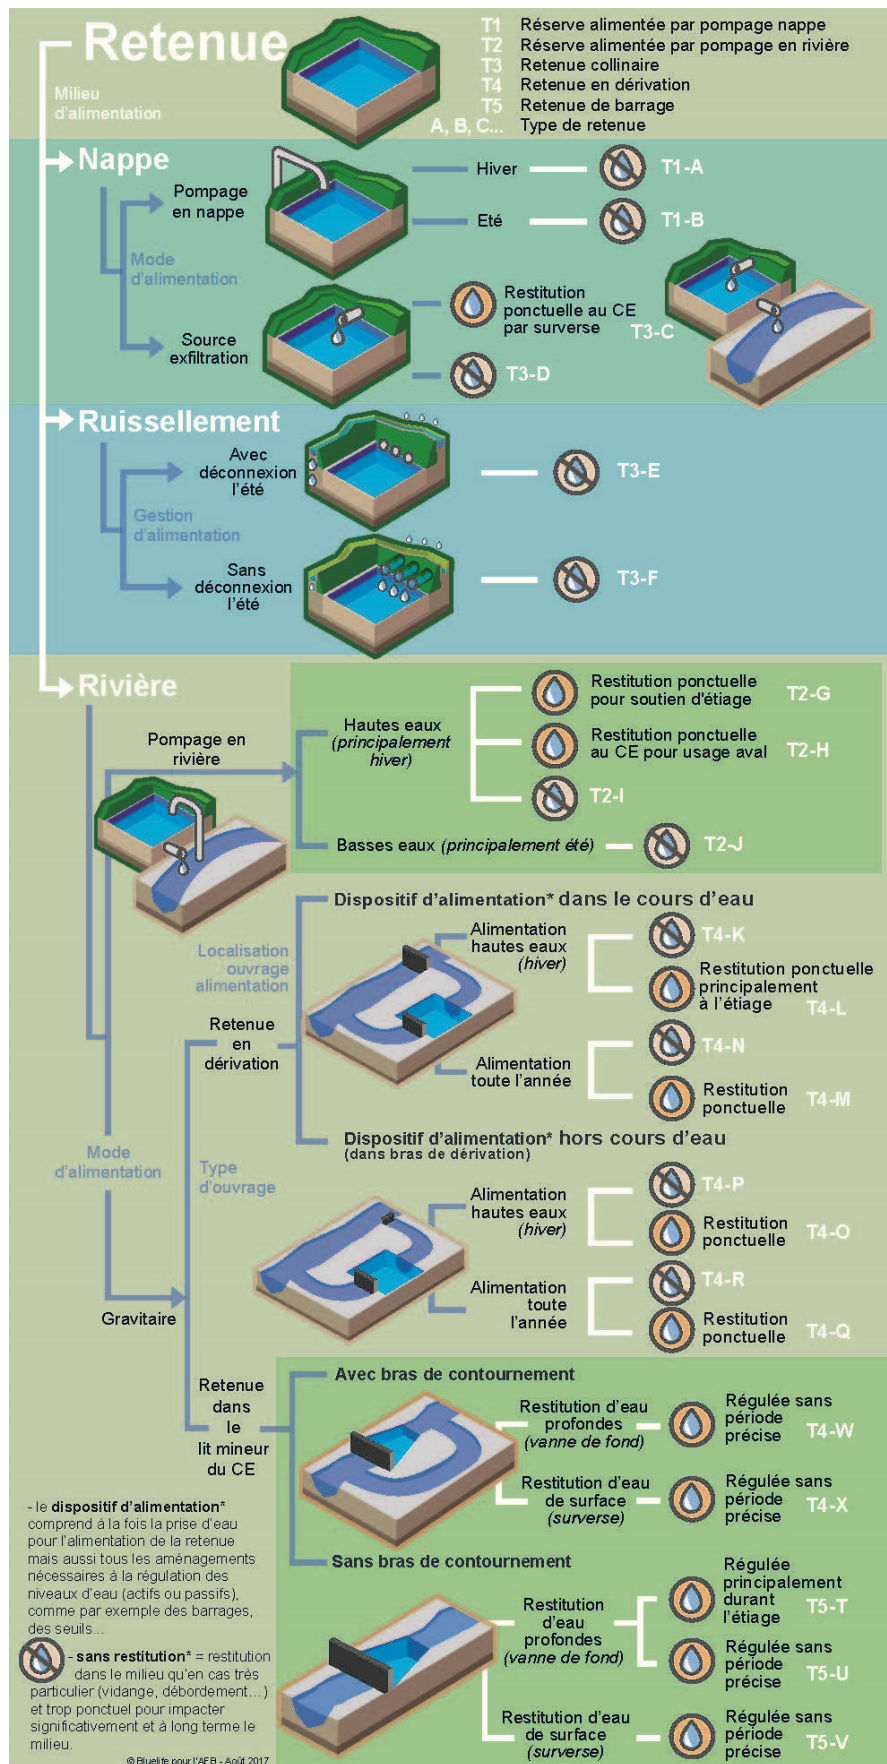 Retenue
T1 Réserve alimentée par pompage nappe
T2 Réserve alimentée par pompage en rivière
T3 Retenue collinaire
T4 Retenue en dérivation
T5 Retenue de barrage
A, B, C... Type de retenue
Milieu
d'alimentation
Nappe
Pompage
en nappe
Hiver
T1-A
Eté
T1-B
Mode
d'alimentation
Source
exfiltration
Restitution
ponctuelle au CE
par surverse
T3-C
T3-D
Ruissellement
Avec
déconnexion
l'été
T3-E
Gestion
d'alimentation
Sans
déconnexion
l'été
T3-F
Rivière
Pompage en
rivière
Hautes eaux
(principalement
hiver)
Restitution ponctuelle
pour soutien d'étiage
T2-G
Restitution ponctuelle
au CE pour usage aval
T2-H
T2-I
Basses eaux (principalement été)
T2-J
Dispositif d'alimentation* dans le cours d'eau
Localisation
ouvrage
alimentation
Alimentation
hautes eaux
(hiver)
T4-K
Restitution ponctuelle
principalement
à l'étiage
T4-L
Retenue
en
dérivation
Alimentation
toute l'année
T4-N
Restitution
ponctuelle
T4-M
Dispositif d'alimentation* hors cours d'eau
(dans bras de dérivation)
Mode
d'alimentation
Type
d'ouvrage
Alimentation
hautes eaux
(hiver)
T4-P
Restitution
ponctuelle
T4-O
Gravitaire
Alimentation
toute
l'année
T4-R
Restitution
ponctuelle
T4-Q
Retenue
dans
le
lit mineur
du CE
Avec bras de contournement
Restitution d'eau
profondes
(vanne de fond)
Régulée sans
période
précise
T4-W
Restitution d'eau
de surface
(surverse)
Régulée sans
période
précise
T4-X
Sans bras de contournement
Restitution
d'eau
profondes
(vanne de fond)
Régulée
principalement
durant
l'étiage
T5-T
Régulée sans
période
précise
T5-U
Restitution d'eau
de surface
(surverse)
Régulée sans
période
précise
T5-V
- le dispositif d'alimentation*
comprend à la fois la prise d'eau
pour l'alimentation de la retenue
mais aussi tous les aménagements
nécessaires à la régulation des
niveaux d'eau (actifs ou passifs),
comme par exemple des barrages,
des seuils...
- sans restitution* = restitution
dans le milieu qu'en cas très
particulier (vidange, débordement...)
et trop ponctuel pour impacter
significativement et à long terme le
milieu.
© Bluelife pour l'AFB - Août 2017